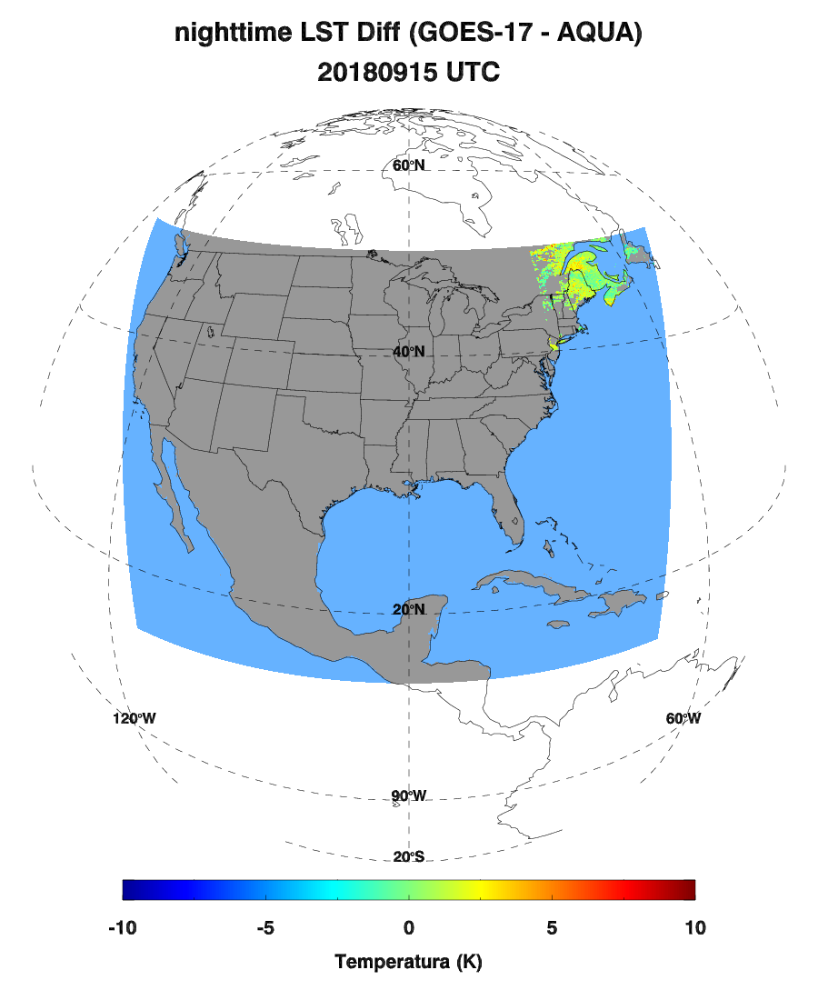 nighttime LST Diff (GOES-17 - AQUA)
20180915 UTC
60°N
40°N
20°N
120°W
60°W
90°W
20°S
-10 -5 0 5 10
Temperatura (K)